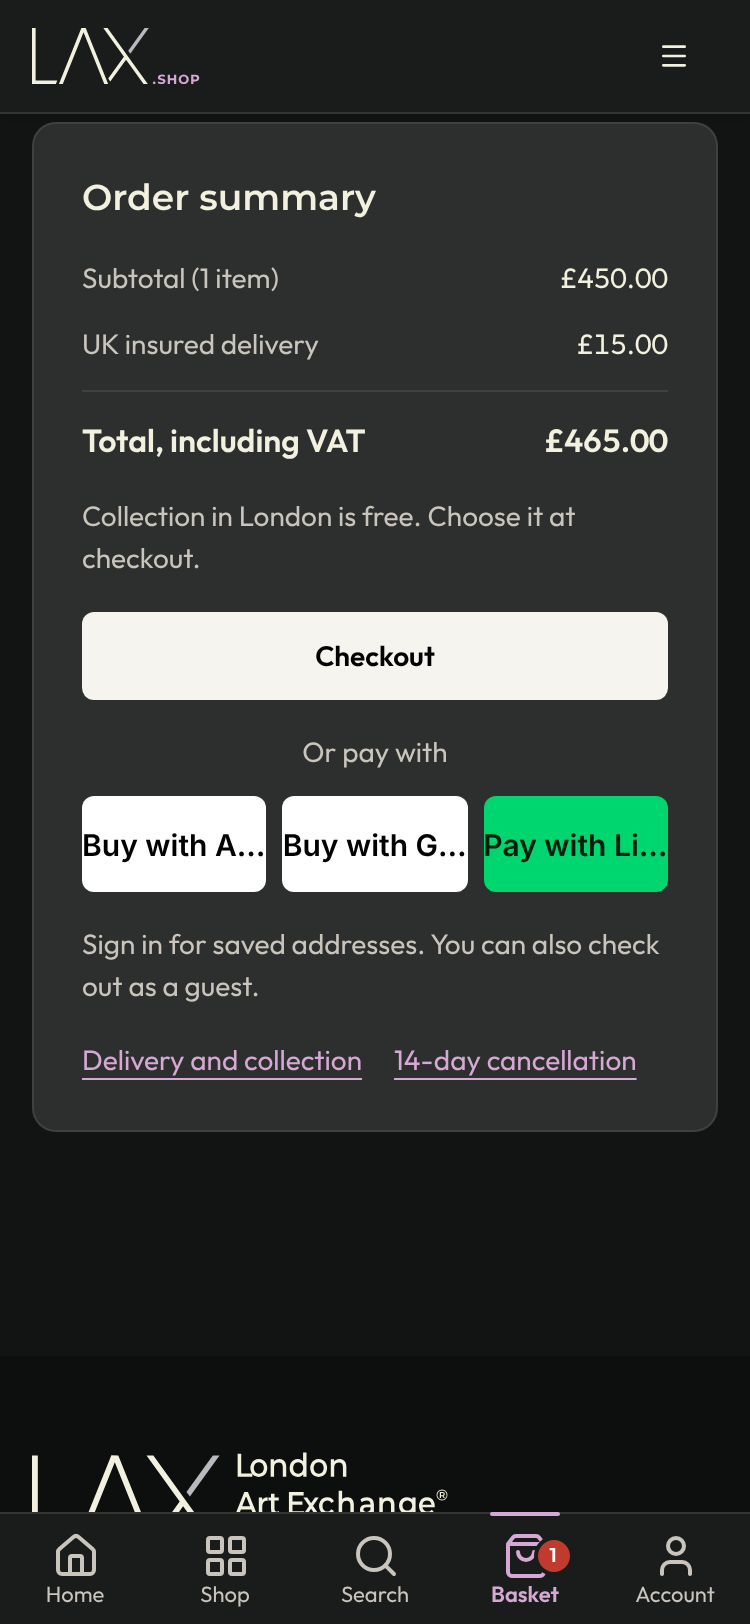 LAX.SHOP
Order summary
Subtotal (1 item) £450.00
UK insured delivery £15.00
Total, including VAT £465.00
Collection in London is free. Choose it at
checkout.
Checkout
Or pay with
Buy with A... Buy with G... Pay with Li...
Sign in for saved addresses. You can also check
out as a guest.
Delivery and collection 14-day cancellation
LAX London
Art Exchange®
1
Home Shop Search Basket Account